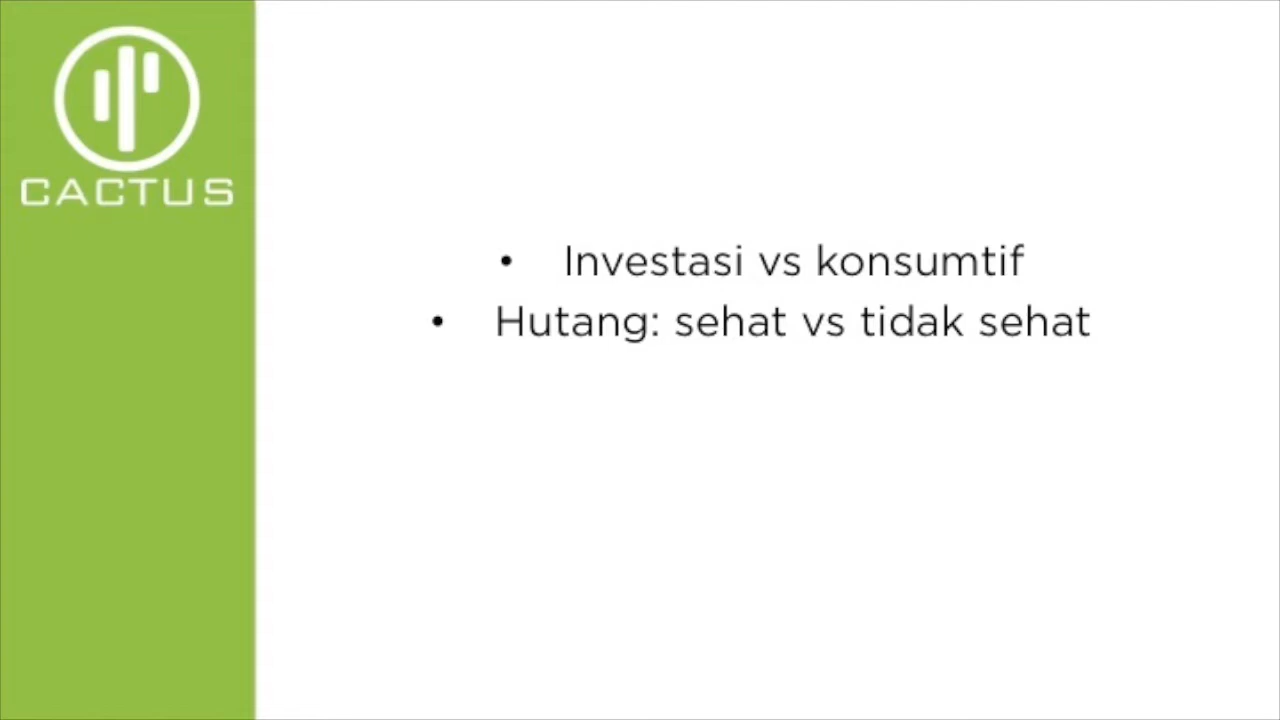 CACTUS
• Investasi vs konsumtif
• Hutang: sehat vs tidak sehat